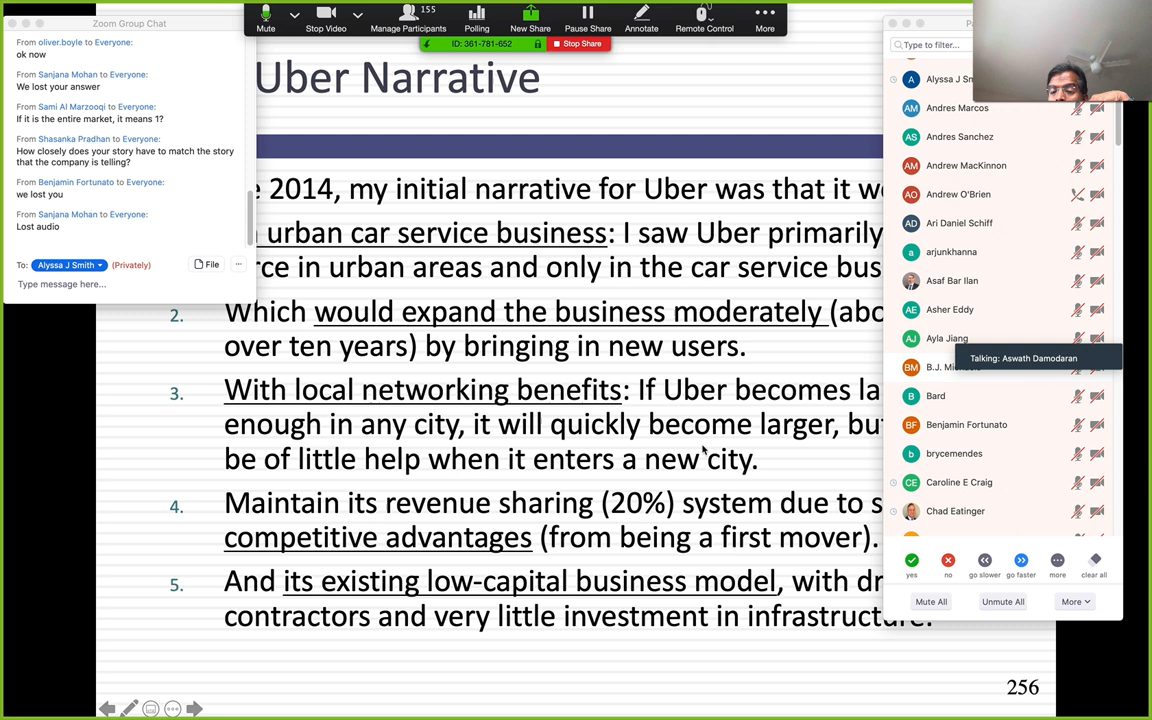 Zoom Group Chat
From oliver.boyle to Everyone:
ok now
From Sanjana Mohan to Everyone:
We lost your answer
From Sami Al Marzooqi to Everyone:
If it is the entire market, it means 1?
From Shasanka Pradhan to Everyone:
How closely does your story have to match the story
that the company is telling?
From Benjamin Fortunato to Everyone:
we lost you
From Sanjana Mohan to Everyone:
Lost audio
To: Alyssa J Smith (Privately) File ...
Type message here...
155
Mute Stop Video Manage Participants Polling New Share Pause Share Annotate Remote Control More
ID: 361-781-652 Stop Share
Uber Narrative
2014, my initial narrative for Uber was that it
urban car service business: I saw Uber primarily
in urban areas and only in the car service
2. Which would expand the business moderately
over ten years) by bringing in new users.
3. With local networking benefits: If Uber becomes
enough in any city, it will quickly become larger,
be of little help when it enters a new city.
4. Maintain its revenue sharing (20%) system due to
competitive advantages (from being a first mover).
5. And its existing low-capital business model, with
contractors and very little investment in infrastructure.
256
Type to filter...
A Alyssa J
AM Andres Marcos
AS Andres Sanchez
AM Andrew MacKinnon
AO Andrew O'Brien
AD Ari Daniel Schiff
a arjunkhanna
Asaf Bar Ilan
AE Asher Eddy
AJ Ayla Jiang
Talking: Aswath Damodaran
BM B.J.
B Bard
BF Benjamin Fortunato
b brycemendes
CE Caroline E Craig
Chad Eatinger
yes no go slower go faster more clear all
Mute All Unmute All More